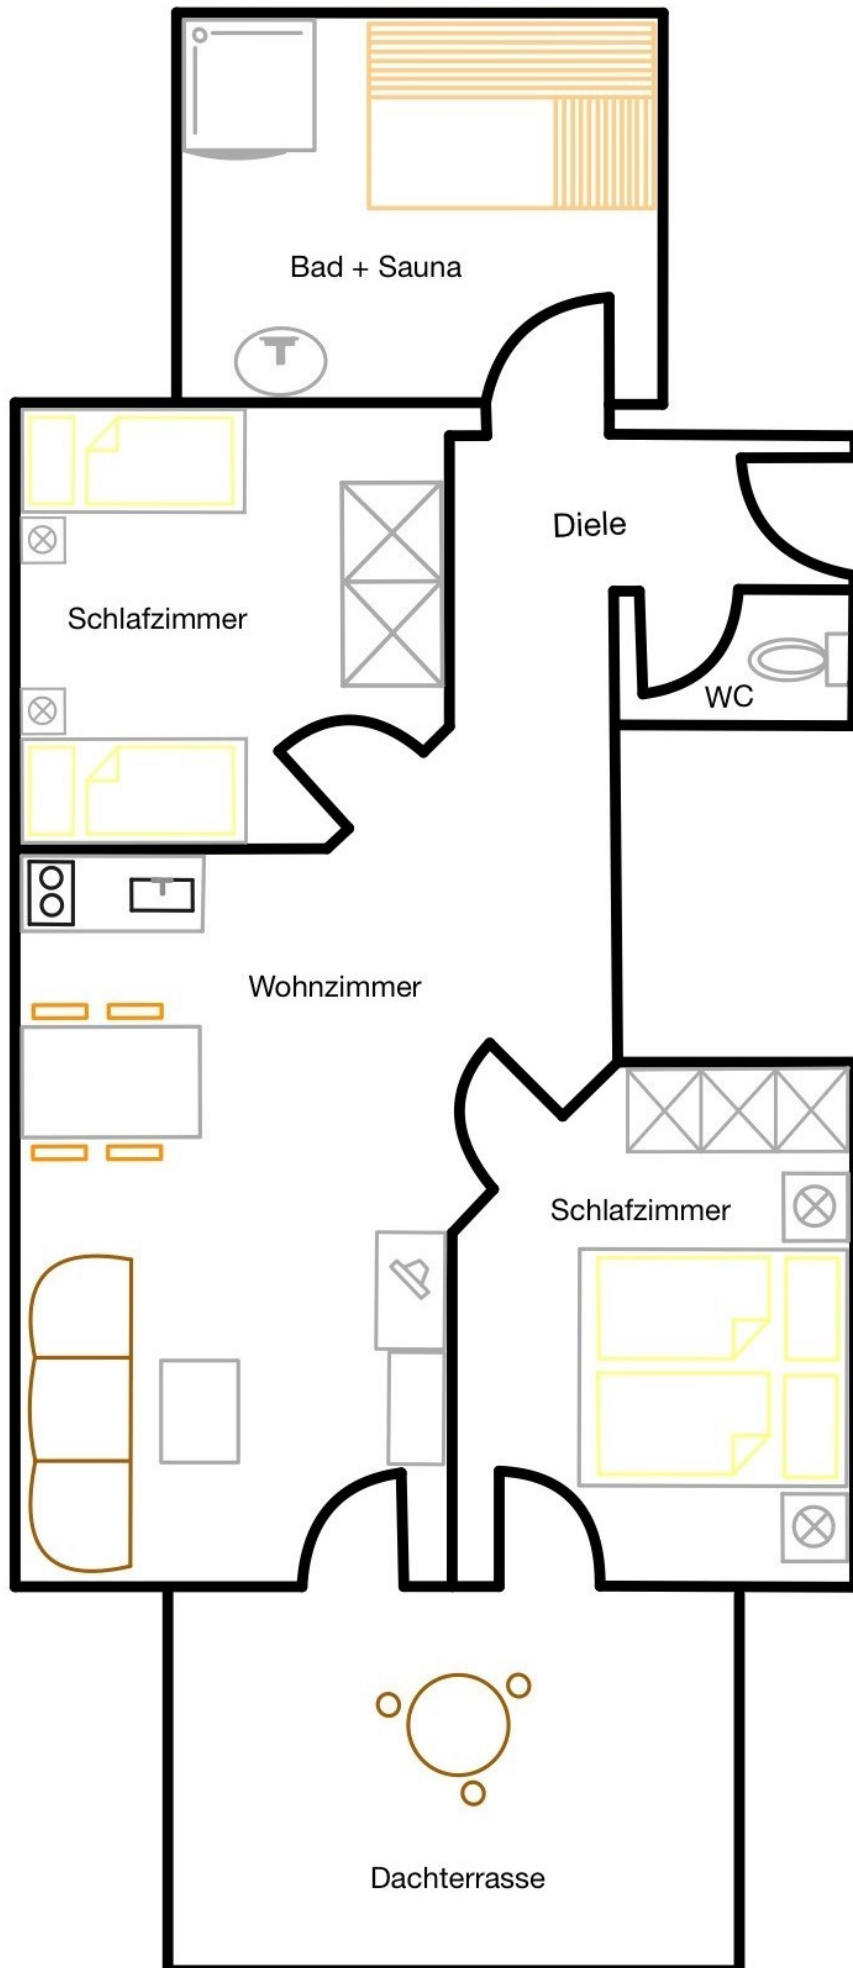 Bad + Sauna
Diele
Schlafzimmer
WC
Wohnzimmer
Schlafzimmer
Dachterrasse